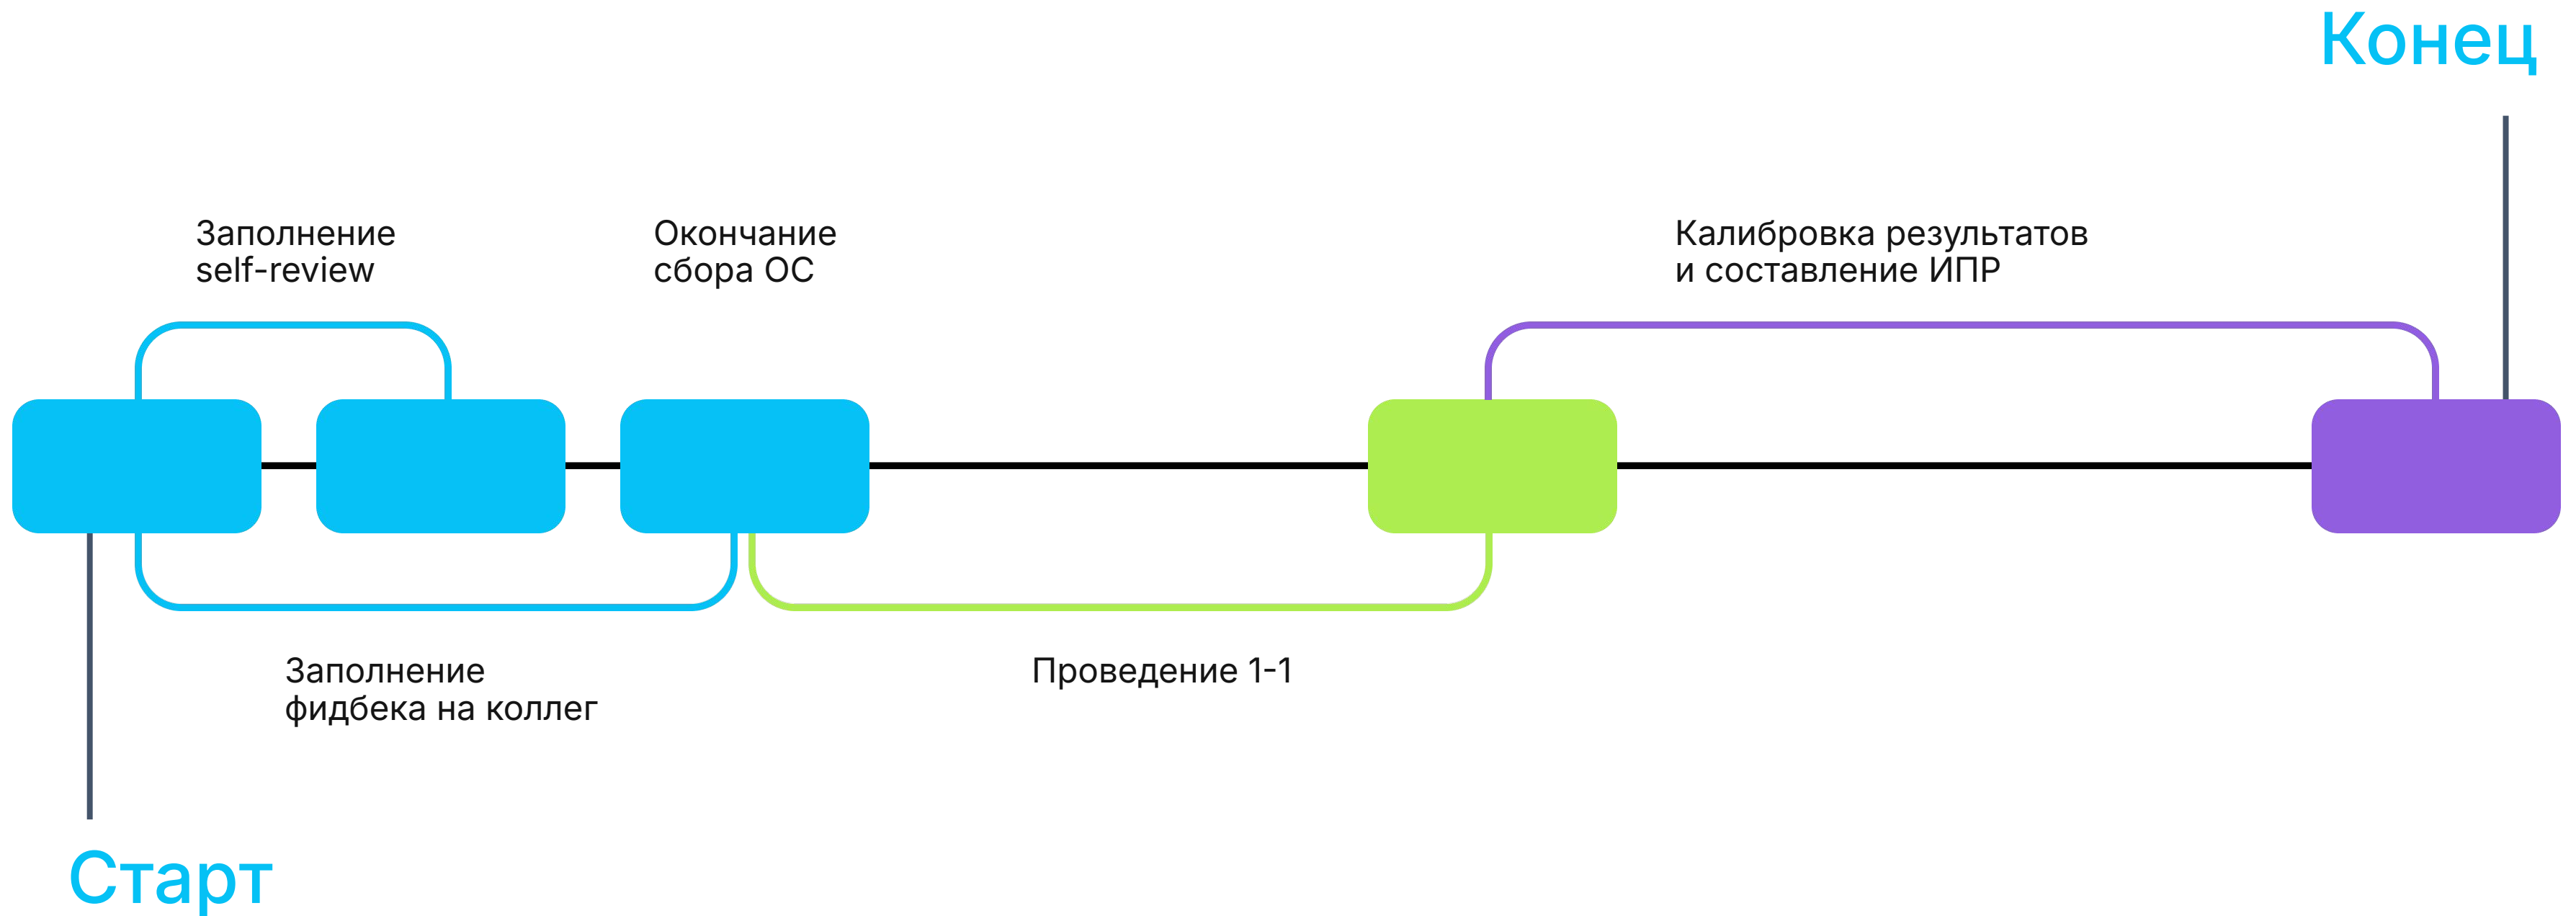 Конец
Заполнение
self-review
Окончание
сбора ОС
Калибровка результатов
и составление ИПР
Заполнение
фидбека на коллег
Проведение 1-1
Старт